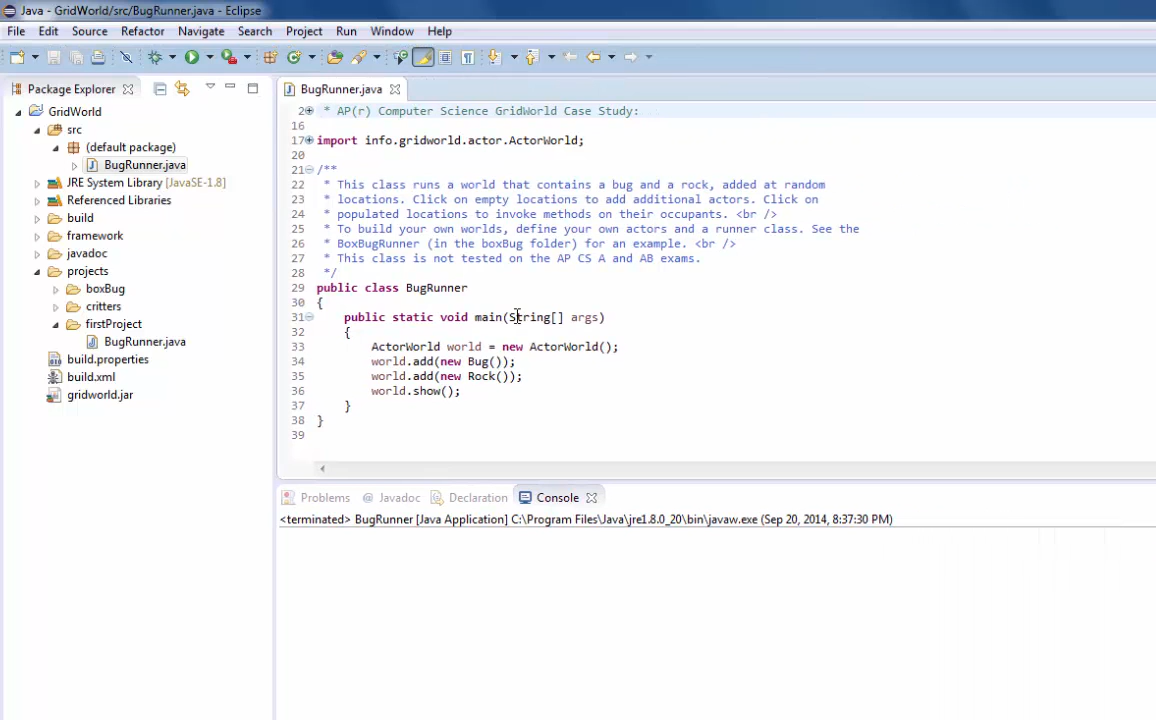 Java - GridWorld/src/BugRunner.java - Eclipse
File Edit Source Refactor Navigate Search Project Run Window Help
Package Explorer
GridWorld
src
(default package)
BugRunner.java
JRE System Library [JavaSE-1.8]
Referenced Libraries
build
framework
javadoc
projects
boxBug
critters
firstProject
BugRunner.java
build.properties
build.xml
gridworld.jar
BugRunner.java
2 * AP(r) Computer Science GridWorld Case Study:
16
17 import info.gridworld.actor.ActorWorld;
20
21 /**
22 * This class runs a world that contains a bug and a rock, added at random
23 * locations. Click on empty locations to add additional actors. Click on
24 * populated locations to invoke methods on their occupants. <br />
25 * To build your own worlds, define your own actors and a runner class. See the
26 * BoxBugRunner (in the boxBug folder) for an example. <br />
27 * This class is not tested on the AP CS A and AB exams.
28 */
29 public class BugRunner
30 {
31 public static void main(String[] args)
32 {
33 ActorWorld world = new ActorWorld();
34 world.add(new Bug());
35 world.add(new Rock());
36 world.show();
37 }
38 }
39
Problems @ Javadoc Declaration Console
<terminated> BugRunner [Java Application] C:\Program Files\Java\jre1.8.0_20\bin\javaw.exe (Sep 20, 2014, 8:37:30 PM)